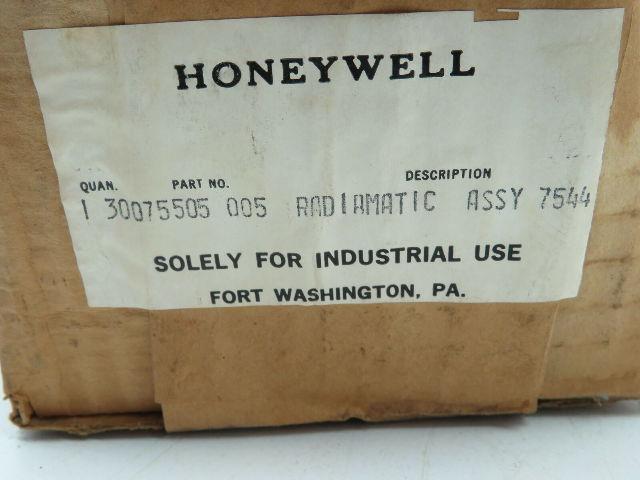 HONEYWELL
QUAN. PART NO. DESCRIPTION
1 30075505 005 RADIAMATIC ASSY 7544
SOLELY FOR INDUSTRIAL USE
FORT WASHINGTON, PA.